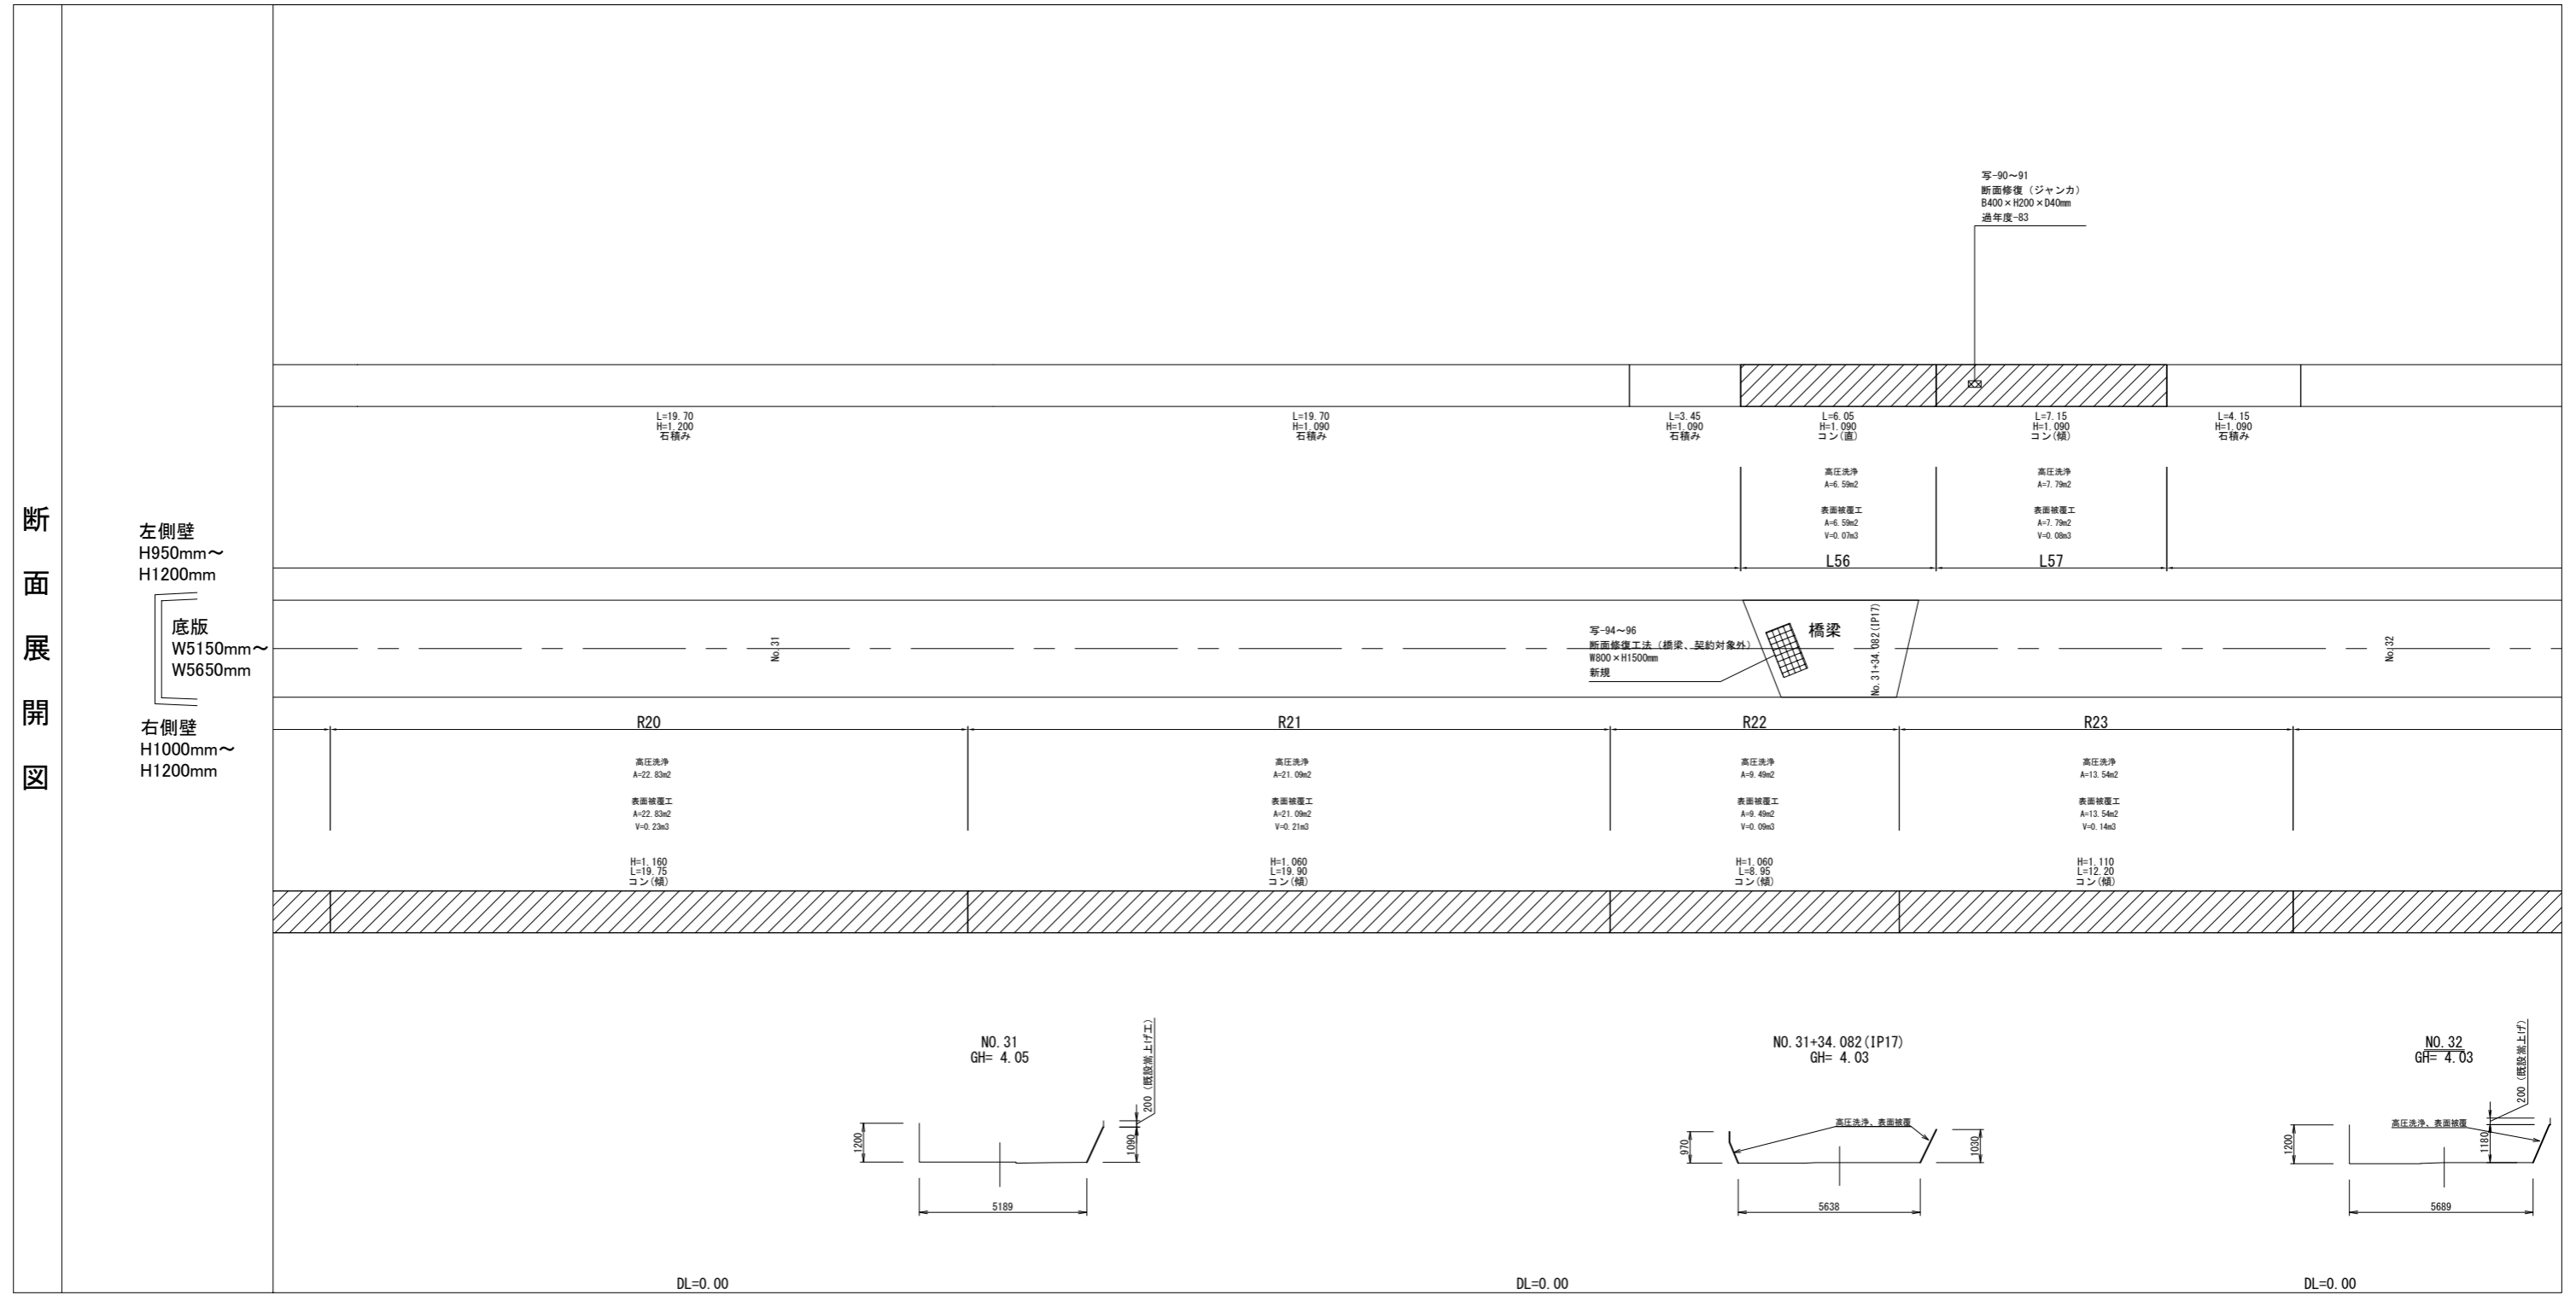 断面展開図
左側壁
H950mm～
H1200mm
底版
W5150mm～
W5650mm
右側壁
H1000mm～
H1200mm
写-90～91
断面修復（ジャンカ）
B400×H200×D40mm
過年度-83
L=19.70
H=1.200
石積み
L=19.70
H=1.090
石積み
L=3.45
H=1.090
石積み
L=6.05
H=1.090
コン(直)
L=7.15
H=1.090
コン(傾)
L=4.15
H=1.090
石積み
高圧洗浄
A=6.59m2
表面被覆工
A=6.59m2
V=0.07m3
L56
高圧洗浄
A=7.79m2
表面被覆工
A=7.79m2
V=0.08m3
L57
No.31
写-94～96
断面修復工法（橋梁、契約対象外）
W800×H1500mm
新規
橋梁
No.31+34.082(IP17)
No.32
R20
高圧洗浄
A=22.83m2
表面被覆工
A=22.83m2
V=0.23m3
H=1.160
L=19.75
コン(傾)
R21
高圧洗浄
A=21.09m2
表面被覆工
A=21.09m2
V=0.21m3
H=1.060
L=19.90
コン(傾)
R22
高圧洗浄
A=9.49m2
表面被覆工
A=9.49m2
V=0.09m3
H=1.060
L=8.95
コン(傾)
R23
高圧洗浄
A=13.54m2
表面被覆工
A=13.54m2
V=0.14m3
H=1.110
L=12.20
コン(傾)
NO.31
GH= 4.05
200（既設嵩上げ工）
1200
1090
5189
NO.31+34.082(IP17)
GH= 4.03
高圧洗浄、表面被覆
970
1030
5638
NO.32
GH= 4.03
200（既設嵩上げ）
高圧洗浄、表面被覆
1200
1180
5689
DL=0.00
DL=0.00
DL=0.00